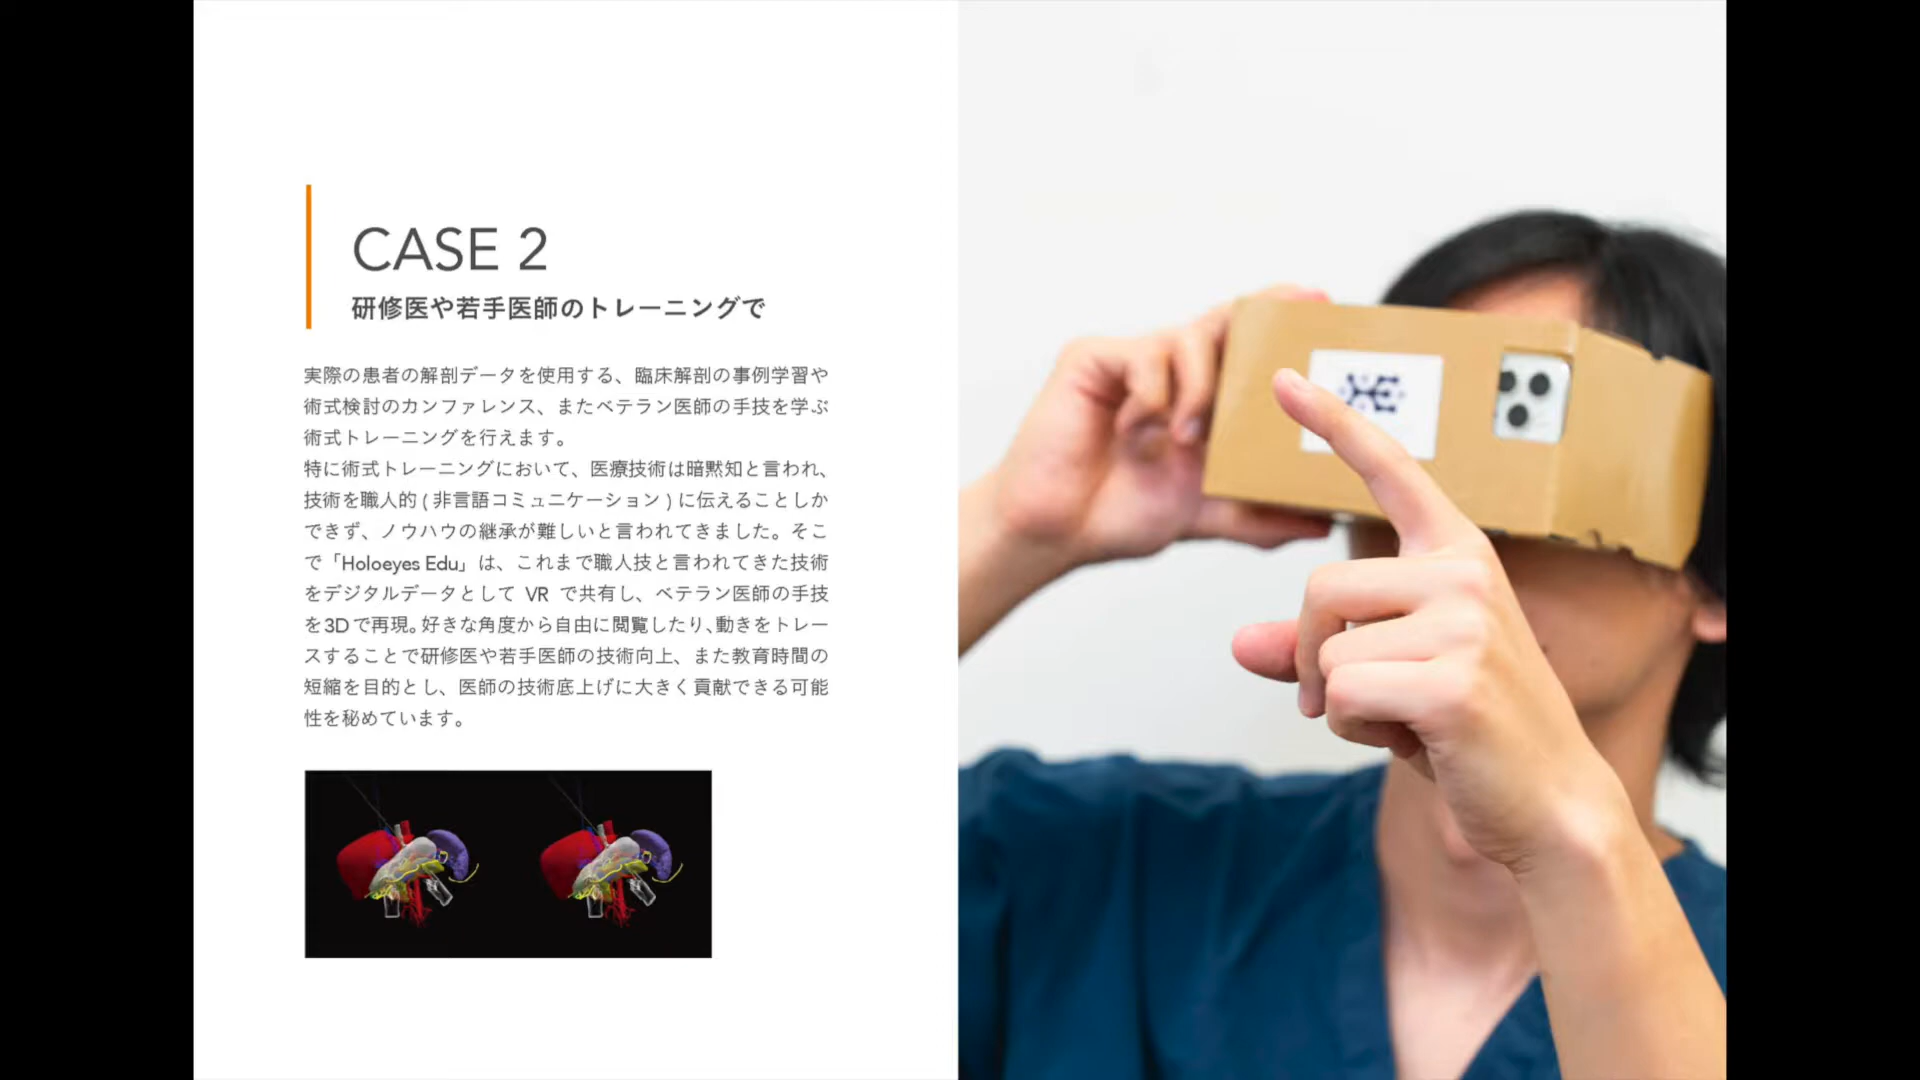 CASE 2
研修医や若手医師のトレーニングで
実際の患者の解剖データを使用する、臨床解剖の事例学習や
術式検討のカンファレンス、またベテラン医師の手技を学ぶ
術式トレーニングを行えます。
特に術式トレーニングにおいて、医療技術は暗黙知と言われ、
技術を職人的 ( 非言語コミュニケーション ) に伝えることしか
できず、ノウハウの継承が難しいと言われてきました。そこ
で「Holoeyes Edu」は、これまで職人技と言われてきた技術
をデジタルデータとして VR で共有し、ベテラン医師の手技
を3Dで再現。好きな角度から自由に閲覧したり、動きをトレー
スすることで研修医や若手医師の技術向上、また教育時間の
短縮を目的とし、医師の技術底上げに大きく貢献できる可能
性を秘めています。